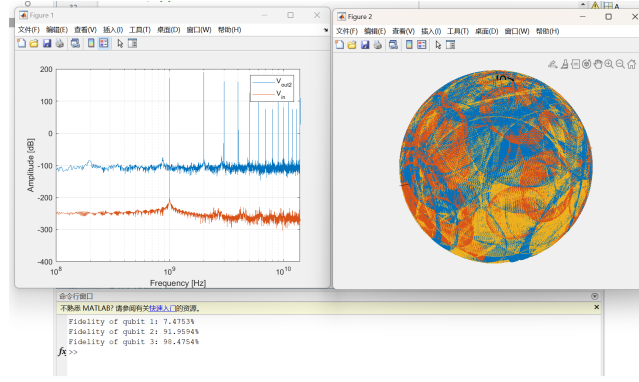 Figure 1
文件(F) 编辑(E) 查看(V) 插入(I) 工具(T) 桌面(D) 窗口(W) 帮助(H)
200
100
0
-100
-200
-300
-400
Amplitude [dB]
V_out2
V_in
10^8
10^9
10^10
Frequency [Hz]
Figure 2
文件(F) 编辑(E) 查看(V) 插入(I) 工具(T) 桌面(D) 窗口(W) 帮助(H)
命令行窗口
不熟悉 MATLAB? 请参阅有关快速入门的资源。
Fidelity of qubit 1: 7.4753%
Fidelity of qubit 2: 91.9594%
Fidelity of qubit 3: 98.4754%
fx >>